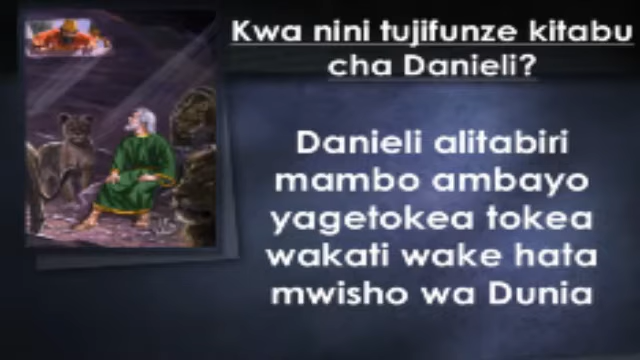 Kwa nini tujifunze kitabu
cha Danieli?
Danieli alitabiri
mambo ambayo
yagetokea tokea
wakati wake hata
mwisho wa Dunia